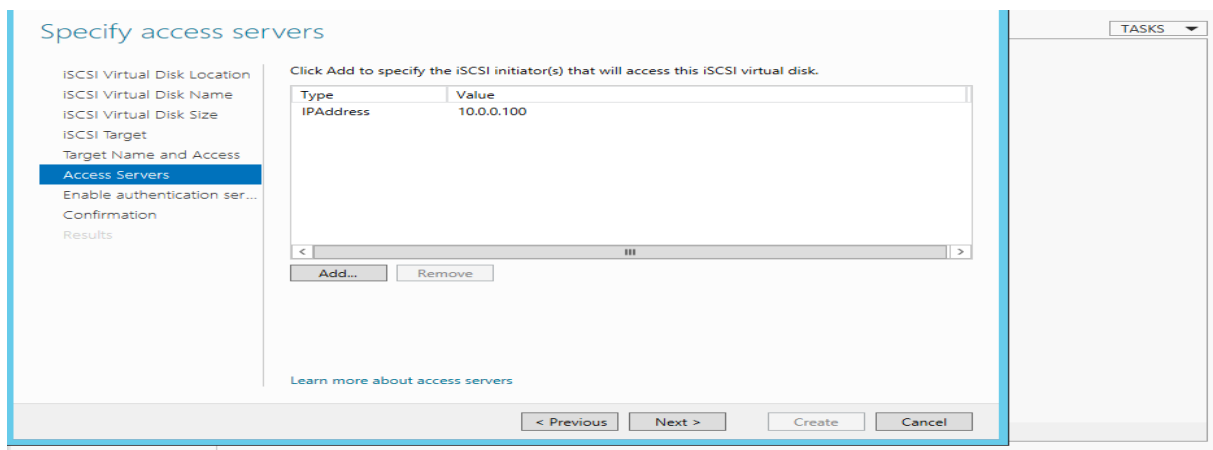 Specify access servers
TASKS
iSCSI Virtual Disk Location
iSCSI Virtual Disk Name
iSCSI Virtual Disk Size
iSCSI Target
Target Name and Access
Access Servers
Enable authentication ser...
Confirmation
Results
Click Add to specify the iSCSI initiator(s) that will access this iSCSI virtual disk.
Type Value
IPAddress 10.0.0.100
Add... Remove
Learn more about access servers
< Previous Next > Create Cancel